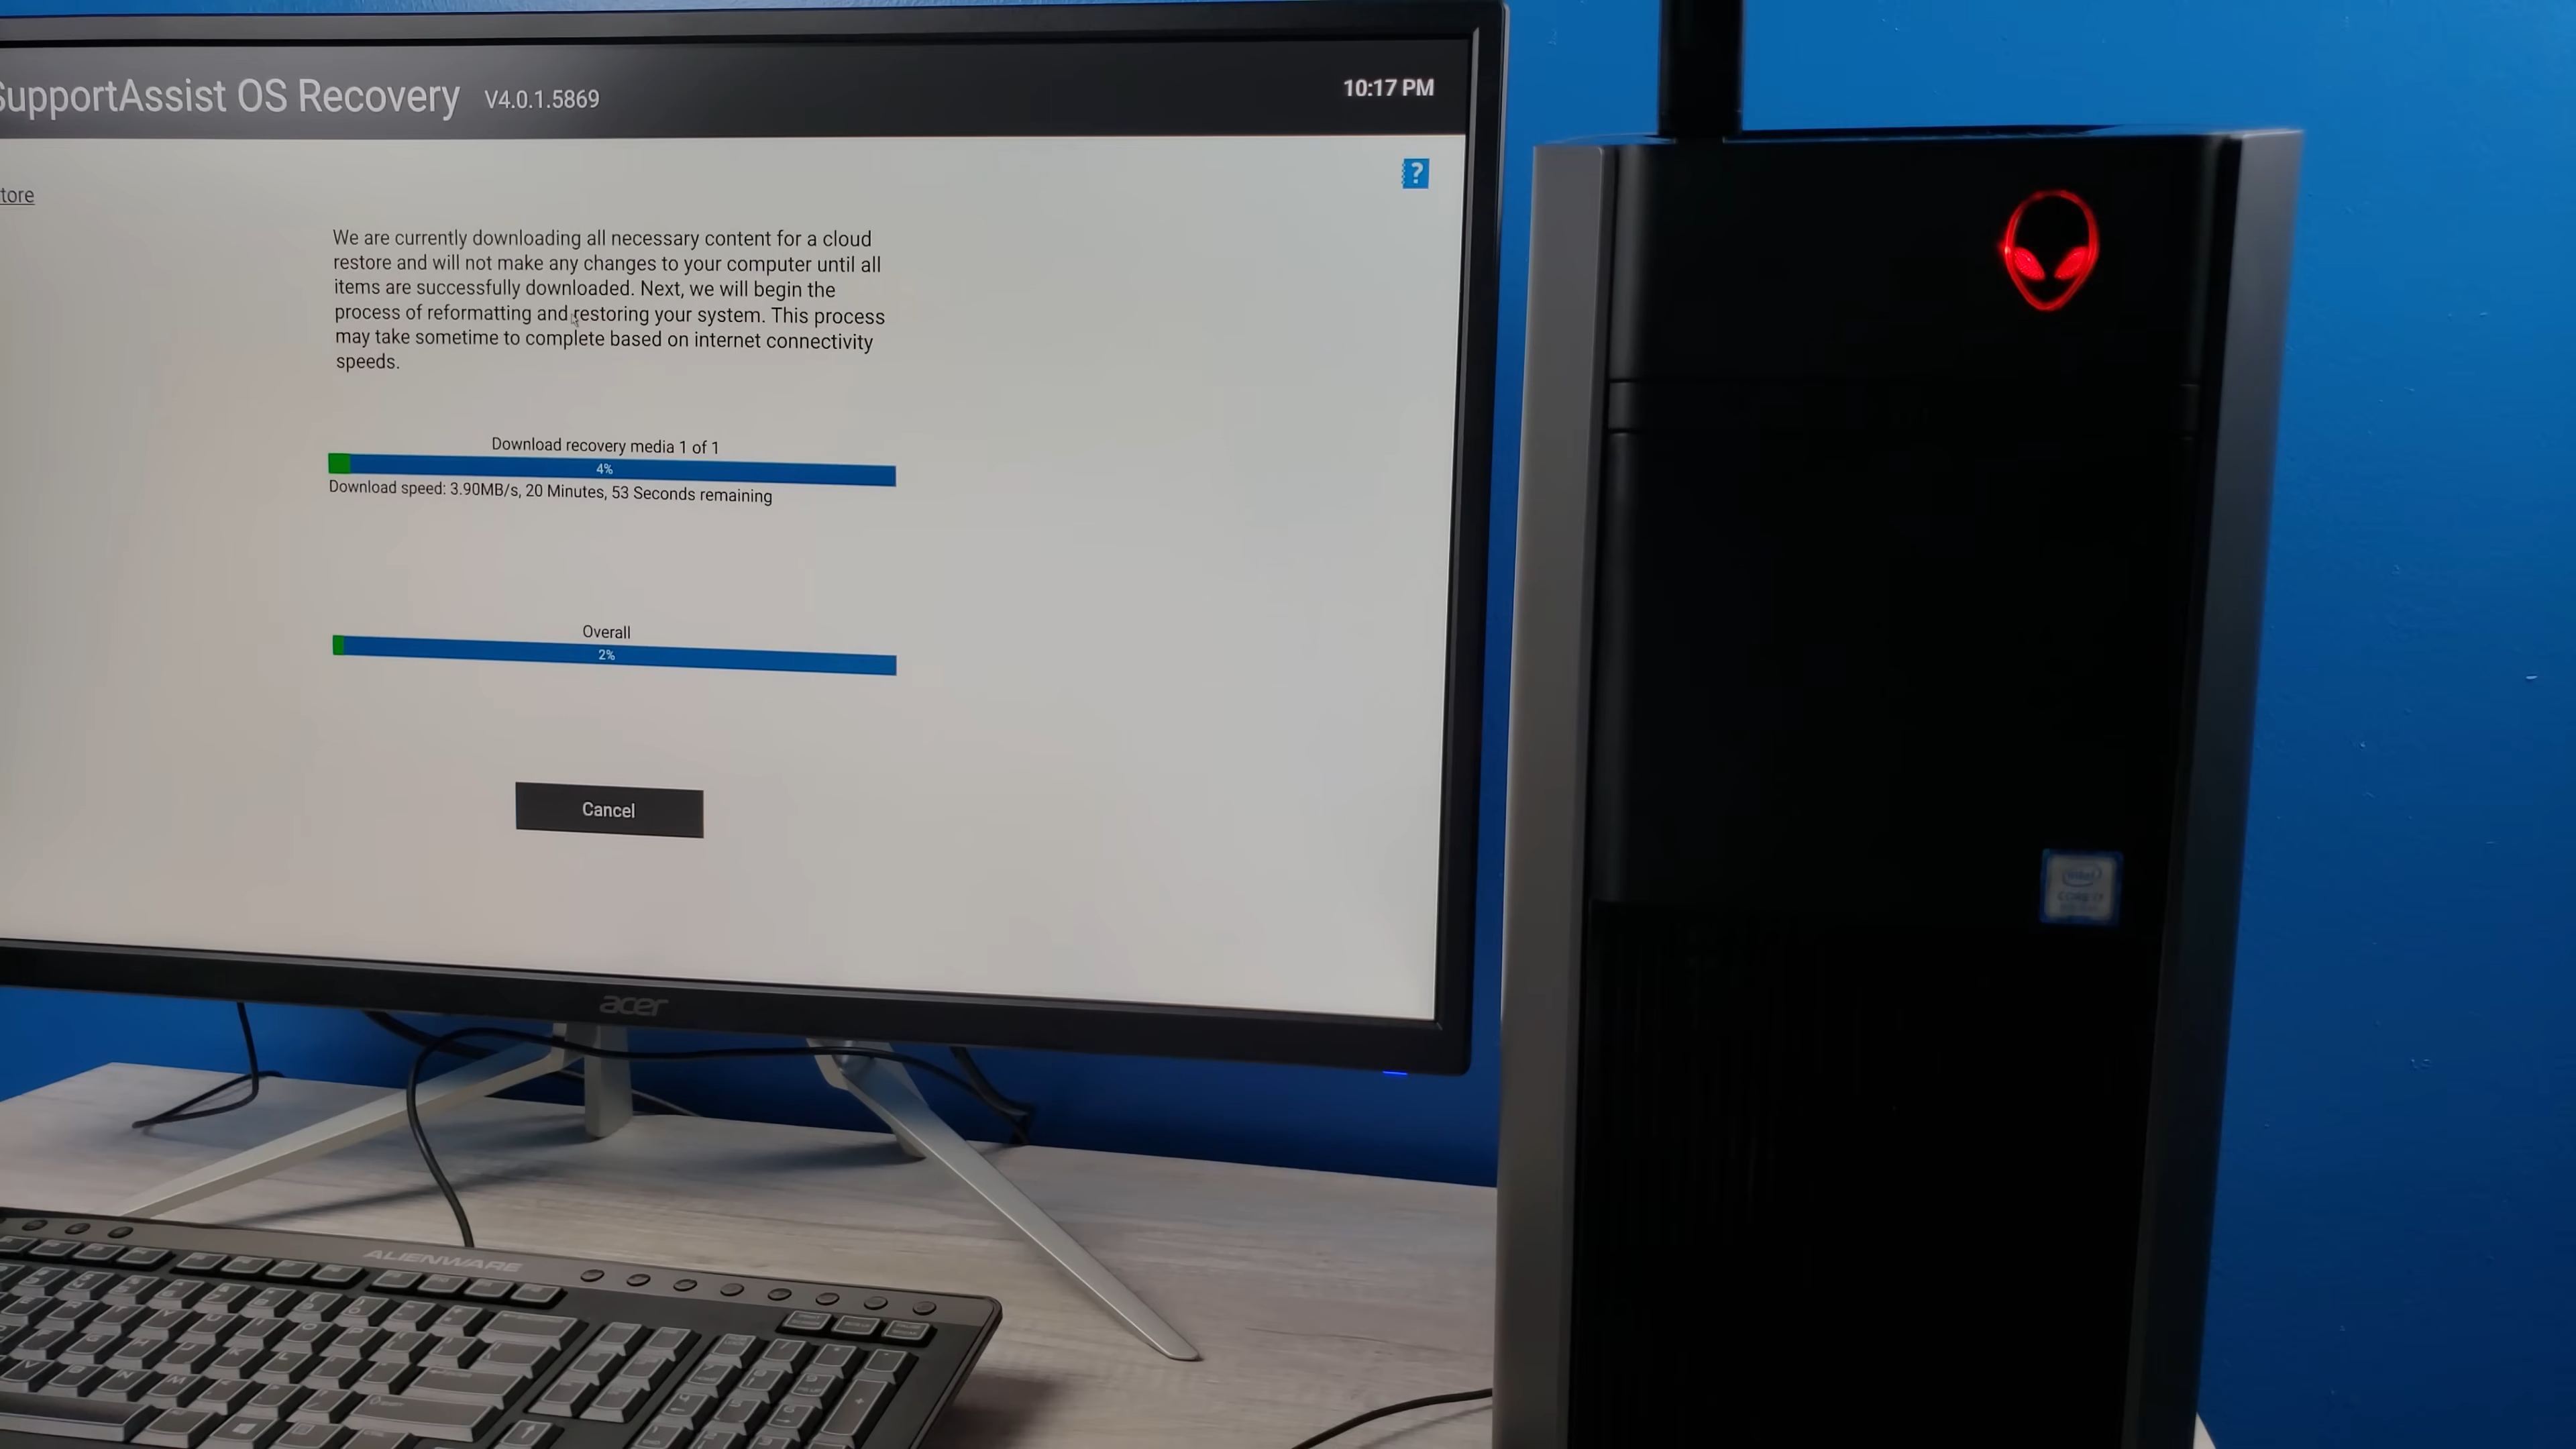 SupportAssist OS Recovery V4.0.1.5869
10:17 PM
?
tore
We are currently downloading all necessary content for a cloud
restore and will not make any changes to your computer until all
items are successfully downloaded. Next, we will begin the
process of reformatting and restoring your system. This process
may take sometime to complete based on internet connectivity
speeds.
Download recovery media 1 of 1
4%
Download speed: 3.90MB/s, 20 Minutes, 53 Seconds remaining
Overall
2%
Cancel
acer
intel
ALIENWARE